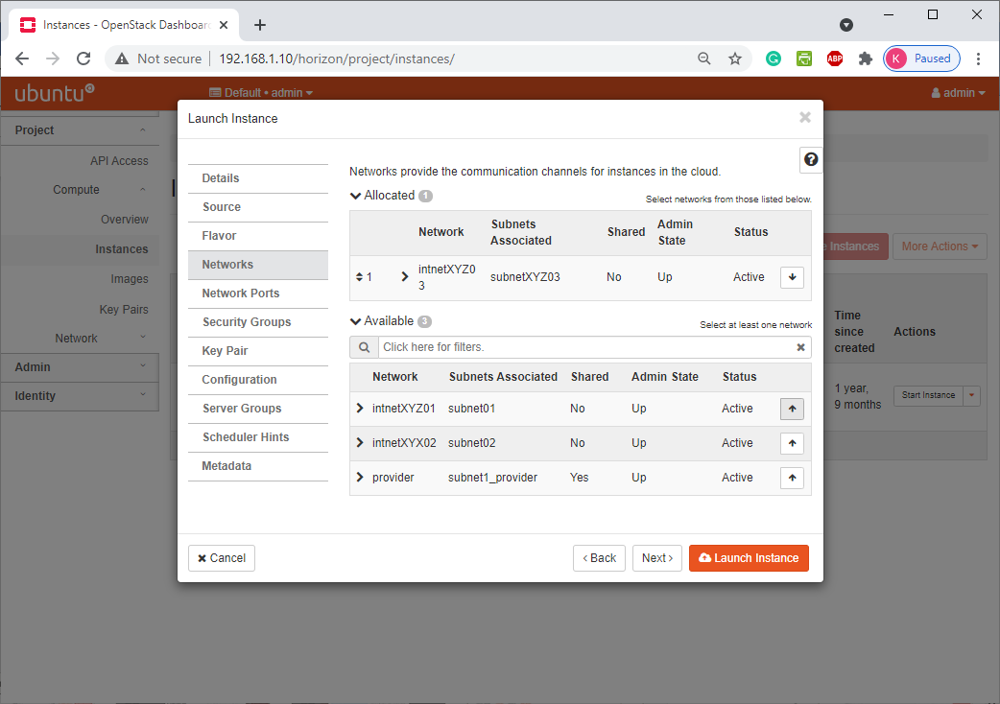 Instances - OpenStack Dashboar
Not secure | 192.168.1.10/horizon/project/instances/
ABP
K Paused
ubuntu
Default • admin
admin
Launch Instance
Project
API Access
Compute
Overview
Instances
Images
Key Pairs
Network
Admin
Identity
Details
Source
Flavor
Networks
Network Ports
Security Groups
Key Pair
Configuration
Server Groups
Scheduler Hints
Metadata
?
Networks provide the communication channels for instances in the cloud.
Allocated 1
Select networks from those listed below.
Network Subnets Associated Shared Admin State Status
1 intnetXYZ03 subnetXYZ03 No Up Active
Available 3
Select at least one network
Click here for filters.
Network Subnets Associated Shared Admin State Status
intnetXYZ01 subnet01 No Up Active
intnetXYX02 subnet02 No Up Active
provider subnet1_provider Yes Up Active
Cancel
Back
Next
Launch Instance
e Instances
More Actions
Time
since
created
Actions
1 year,
9 months
Start Instance